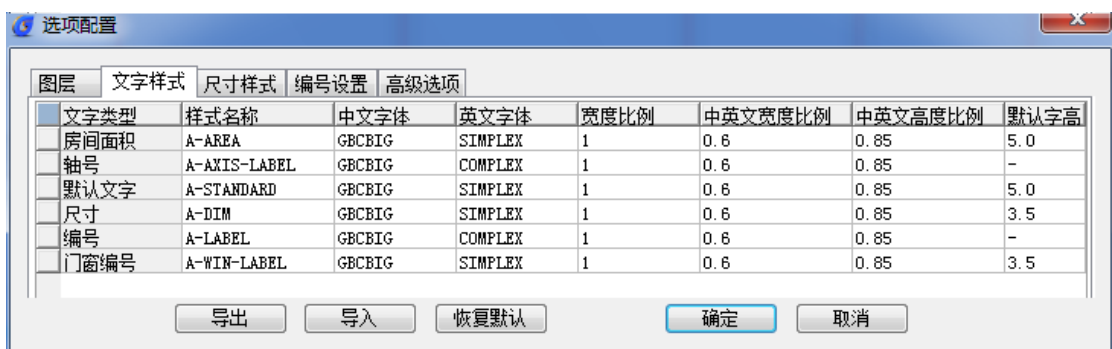 选项配置
图层 文字样式 尺寸样式 编号设置 高级选项
文字类型 样式名称 中文字体 英文字体 宽度比例 中英文宽度比例 中英文高度比例 默认字高
房间面积 A-AREA GBCBIG SIMPLEX 1 0.6 0.85 5.0
轴号 A-AXIS-LABEL GBCBIG COMPLEX 1 0.6 0.85 -
默认文字 A-STANDARD GBCBIG SIMPLEX 1 0.6 0.85 5.0
尺寸 A-DIM GBCBIG SIMPLEX 1 0.6 0.85 3.5
编号 A-LABEL GBCBIG COMPLEX 1 0.6 0.85 -
门窗编号 A-WIN-LABEL GBCBIG SIMPLEX 1 0.6 0.85 3.5
导出 导入 恢复默认 确定 取消